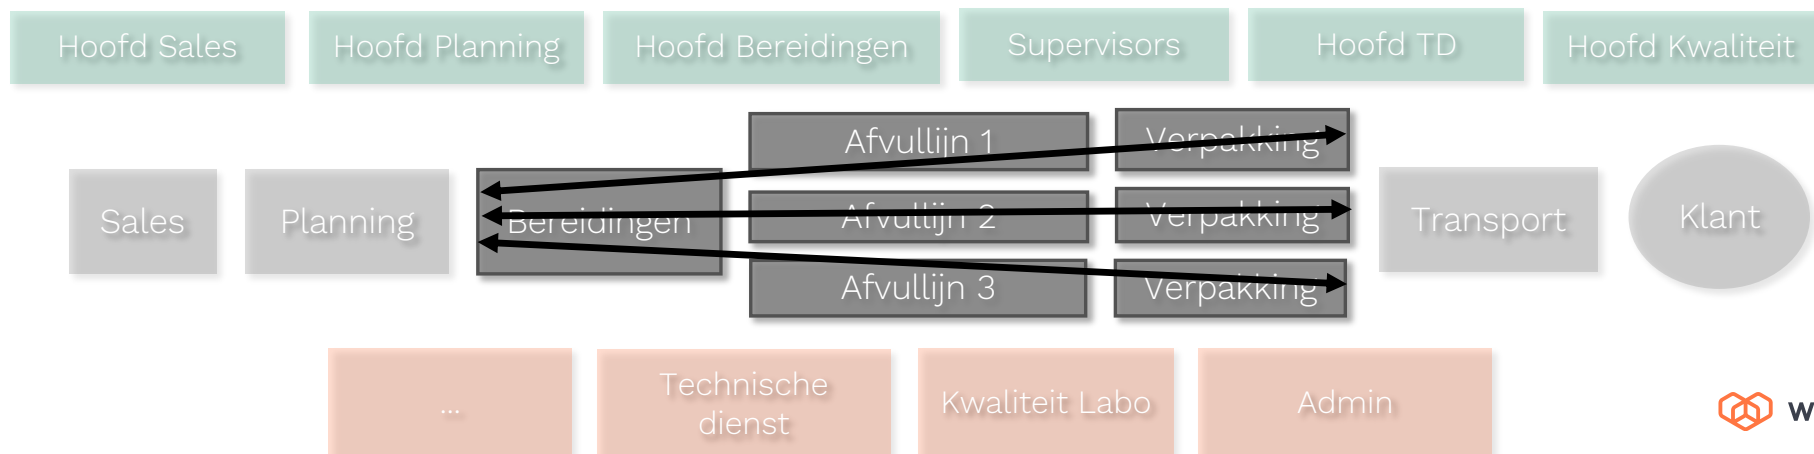 Hoofd Sales
Hoofd Planning
Hoofd Bereidingen
Supervisors
Hoofd TD
Hoofd Kwaliteit
Sales
Planning
Bereidingen
Afvullijn 1
Verpakking
Afvullijn 2
Verpakking
Afvullijn 3
Verpakking
Transport
Klant
...
Technische
dienst
Kwaliteit Labo
Admin
w